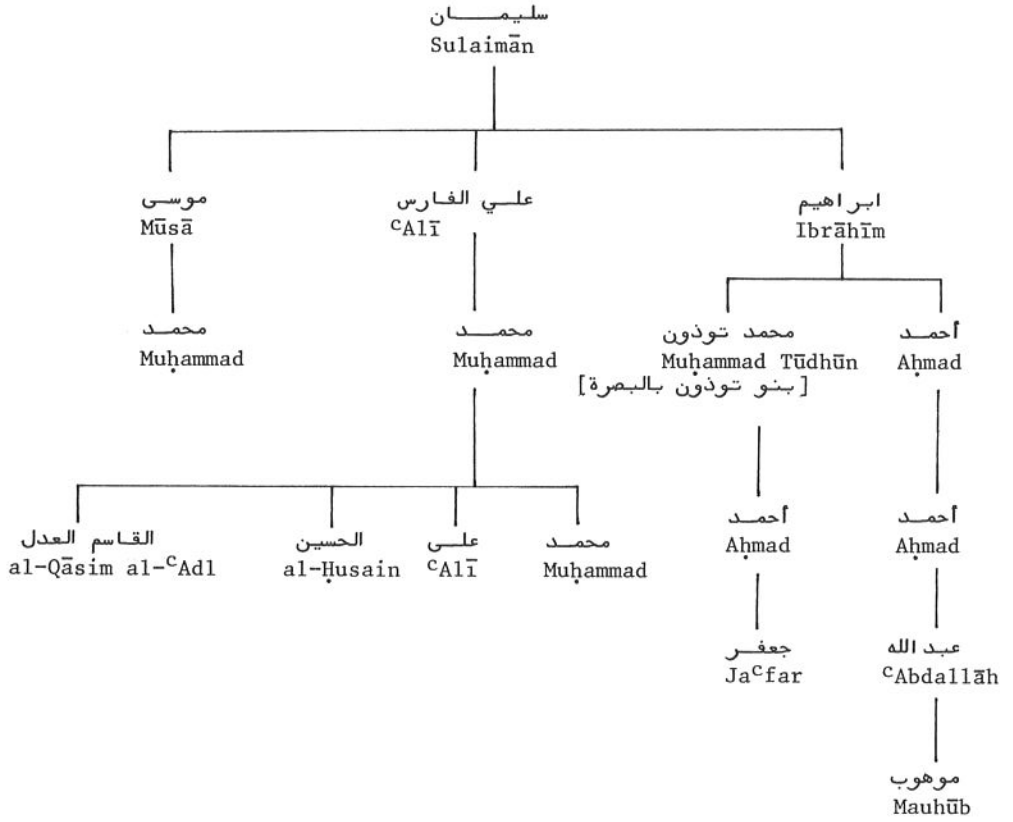 سليمان
Sulaimān
موسى
Mūsā
علي الفارس
ᶜAlī
ابراهيم
Ibrāhīm
محمد
Muḥammad
محمد
Muḥammad
محمد توذون
Muḥammad Tūdhūn
[بنو توذون بالبصرة]
أحمد
Aḥmad
القاسم العدل
al-Qāsim al-ᶜAdl
الحسين
al-Ḥusain
على
ᶜAlī
محمد
Muḥammad
أحمد
Aḥmad
أحمد
Aḥmad
جعفر
Jaᶜfar
عبد الله
ᶜAbdallāh
موهوب
Mauhūb